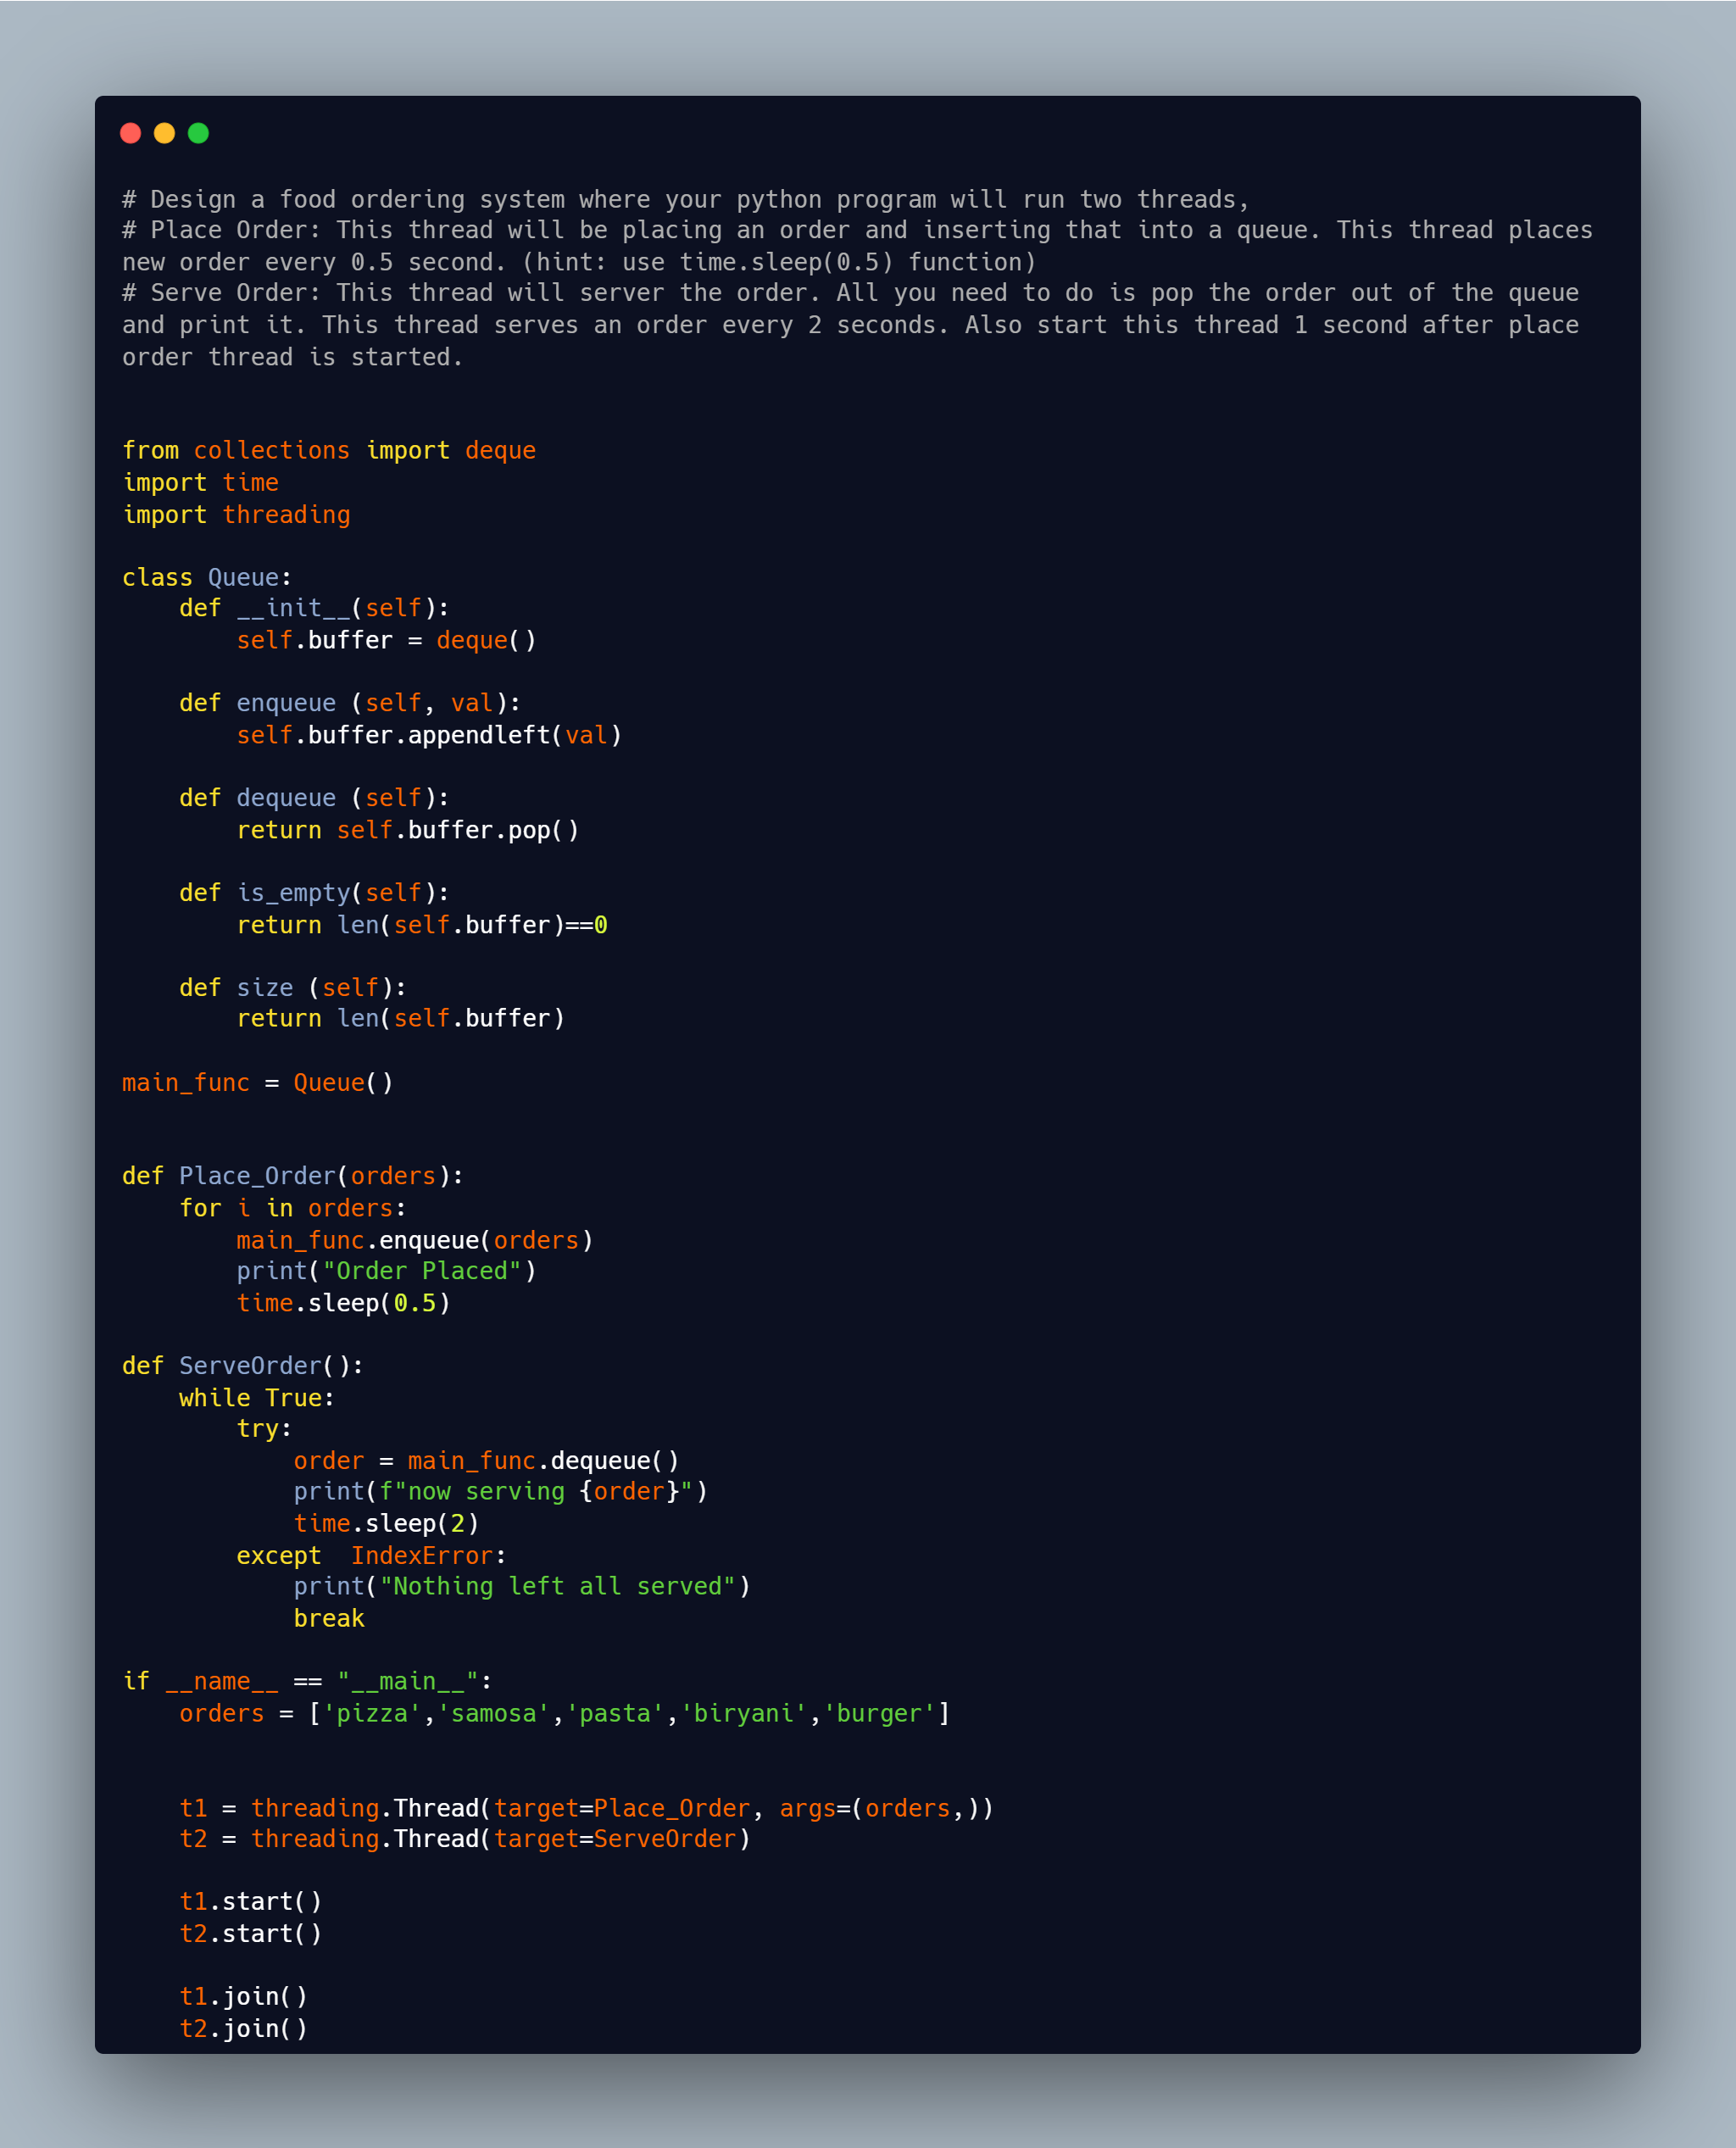 # Design a food ordering system where your python program will run two threads,
# Place Order: This thread will be placing an order and inserting that into a queue. This thread places
new order every 0.5 second. (hint: use time.sleep(0.5) function)
# Serve Order: This thread will server the order. All you need to do is pop the order out of the queue
and print it. This thread serves an order every 2 seconds. Also start this thread 1 second after place
order thread is started.
from collections import deque
import time
import threading
class Queue:
    def __init__(self):
        self.buffer = deque()
    def enqueue (self, val):
        self.buffer.appendleft(val)
    def dequeue (self):
        return self.buffer.pop()
    def is_empty(self):
        return len(self.buffer)==0
    def size (self):
        return len(self.buffer)
main_func = Queue()
def Place_Order(orders):
    for i in orders:
        main_func.enqueue(orders)
        print("Order Placed")
        time.sleep(0.5)
def ServeOrder():
    while True:
        try:
            order = main_func.dequeue()
            print(f"now serving {order}")
            time.sleep(2)
        except  IndexError:
            print("Nothing left all served")
            break
if __name__ == "__main__":
    orders = ['pizza','samosa','pasta','biryani','burger']
    t1 = threading.Thread(target=Place_Order, args=(orders,))
    t2 = threading.Thread(target=ServeOrder)
    t1.start()
    t2.start()
    t1.join()
    t2.join()